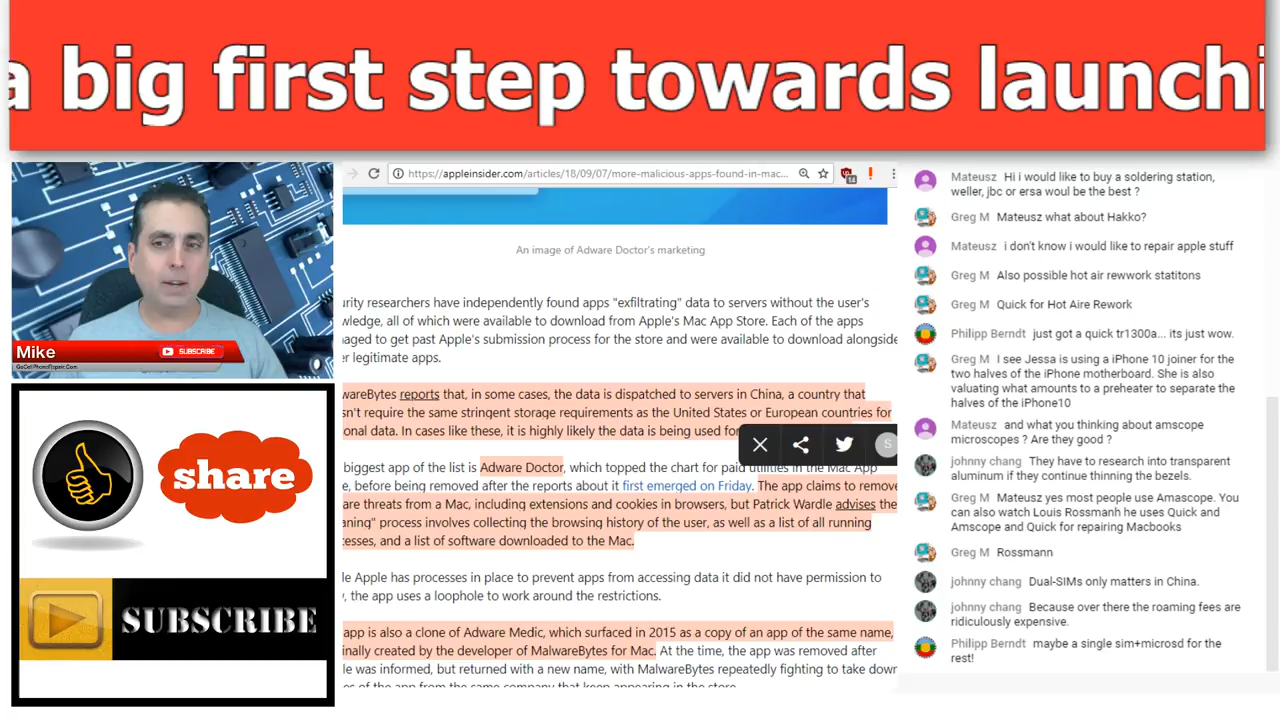 a big first step towards launchi
Mike
SUBSCRIBE
GoCellPhoneRepair.Com
share
SUBSCRIBE
https://appleinsider.com/articles/18/09/07/more-malicious-apps-found-in-mac...
14
An image of Adware Doctor's marketing
urity researchers have independently found apps "exfiltrating" data to servers without the user's
wledge, all of which were available to download from Apple's Mac App Store. Each of the apps
naged to get past Apple's submission process for the store and were available to download alongside
er legitimate apps.
wareBytes reports that, in some cases, the data is dispatched to servers in China, a country that
sn't require the same stringent storage requirements as the United States or European countries for
onal data. In cases like these, it is highly likely the data is being used for
S
biggest app of the list is Adware Doctor, which topped the chart for paid utilities in the Mac App
e, before being removed after the reports about it first emerged on Friday. The app claims to remove
are threats from a Mac, including extensions and cookies in browsers, but Patrick Wardle advises the
aning" process involves collecting the browsing history of the user, as well as a list of all running
esses, and a list of software downloaded to the Mac.
le Apple has processes in place to prevent apps from accessing data it did not have permission to
, the app uses a loophole to work around the restrictions.
app is also a clone of Adware Medic, which surfaced in 2015 as a copy of an app of the same name,
inally created by the developer of MalwareBytes for Mac. At the time, the app was removed after
le was informed, but returned with a new name, with MalwareBytes repeatedly fighting to take down
es of the app from the same company that keep appearing in the store.
Mateusz Hi i would like to buy a soldering station,
weller, jbc or ersa woul be the best ?
Greg M Mateusz what about Hakko?
Mateusz i don't know i would like to repair apple stuff
Greg M Also possible hot air rewwork statitons
Greg M Quick for Hot Aire Rework
Philipp Berndt just got a quick tr1300a... its just wow.
Greg M I see Jessa is using a iPhone 10 joiner for the
two halves of the iPhone motherboard. She is also
valuating what amounts to a preheater to separate the
halves of the iPhone10
Mateusz and what you thinking about amscope
microscopes ? Are they good ?
johnny chang They have to research into transparent
aluminum if they continue thinning the bezels.
Greg M Mateusz yes most people use Amascope. You
can also watch Louis Rossmanh he uses Quick and
Amscope and Quick for repairing Macbooks
Greg M Rossmann
johnny chang Dual-SIMs only matters in China.
johnny chang Because over there the roaming fees are
ridiculously expensive.
Philipp Berndt maybe a single sim+microsd for the
rest!